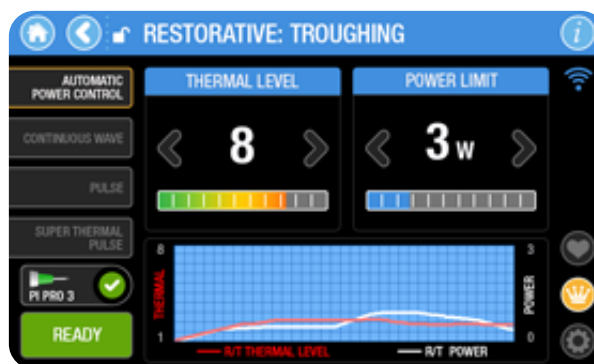 RESTORATIVE: TROUGHING
i
AUTOMATIC
POWER CONTROL
CONTINUOUS WAVE
PULSE
SUPER THERMAL
PULSE
PI PRO 3
READY
THERMAL LEVEL
8
POWER LIMIT
3 W
8
THERMAL
1
3
POWER
0
R/T THERMAL LEVEL
R/T POWER